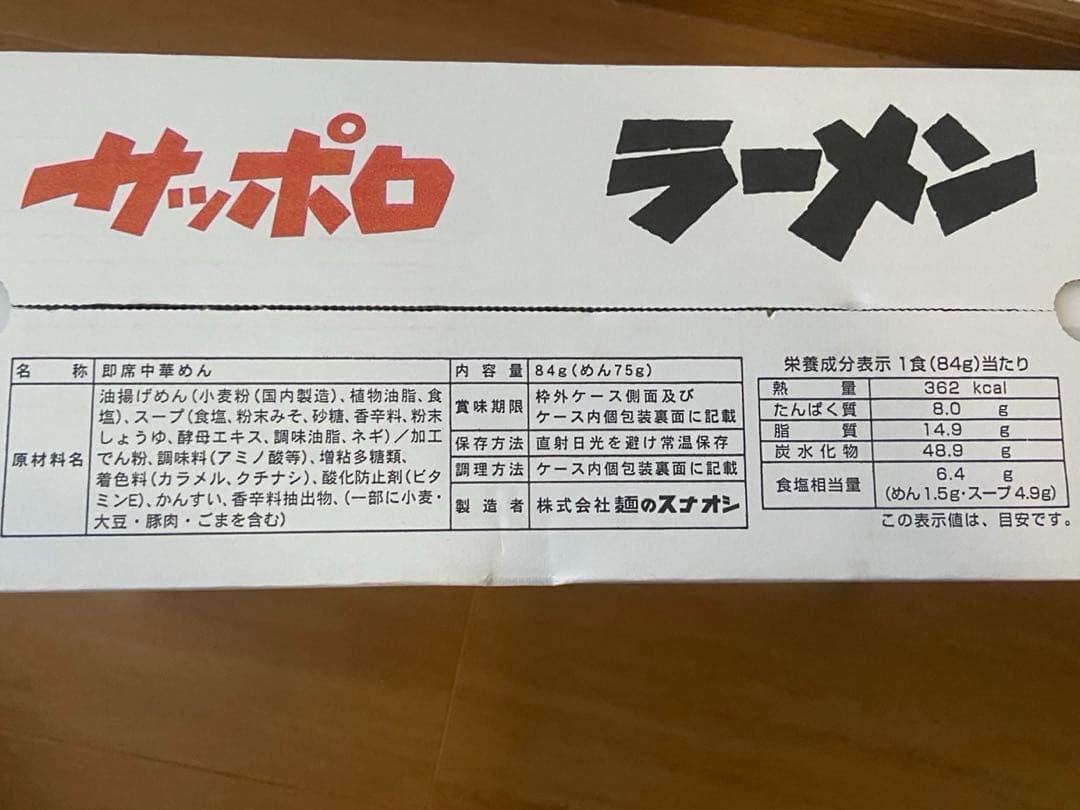 サッポロ ラーメン
名称 即席中華めん
原材料名 油揚げめん(小麦粉(国内製造)、植物油脂、食
塩)、スープ(食塩、粉末みそ、砂糖、香辛料、粉末
しょうゆ、酵母エキス、調味油脂、ネギ)／加工
でん粉、調味料(アミノ酸等)、増粘多糖類、
着色料(カラメル、クチナシ)、酸化防止剤(ビタ
ミンE)、かんすい、香辛料抽出物、(一部に小麦・
大豆・豚肉・ごまを含む)
内容量 84g(めん75g)
賞味期限 枠外ケース側面及び
ケース内個包装裏面に記載
保存方法 直射日光を避け常温保存
調理方法 ケース内個包装裏面に記載
製造者 株式会社麺のスナオシ
栄養成分表示 1食(84g)当たり
熱量 362 kcal
たんぱく質 8.0 g
脂質 14.9 g
炭水化物 48.9 g
食塩相当量 6.4 g
(めん1.5g・スープ4.9g)
この表示値は、目安です。